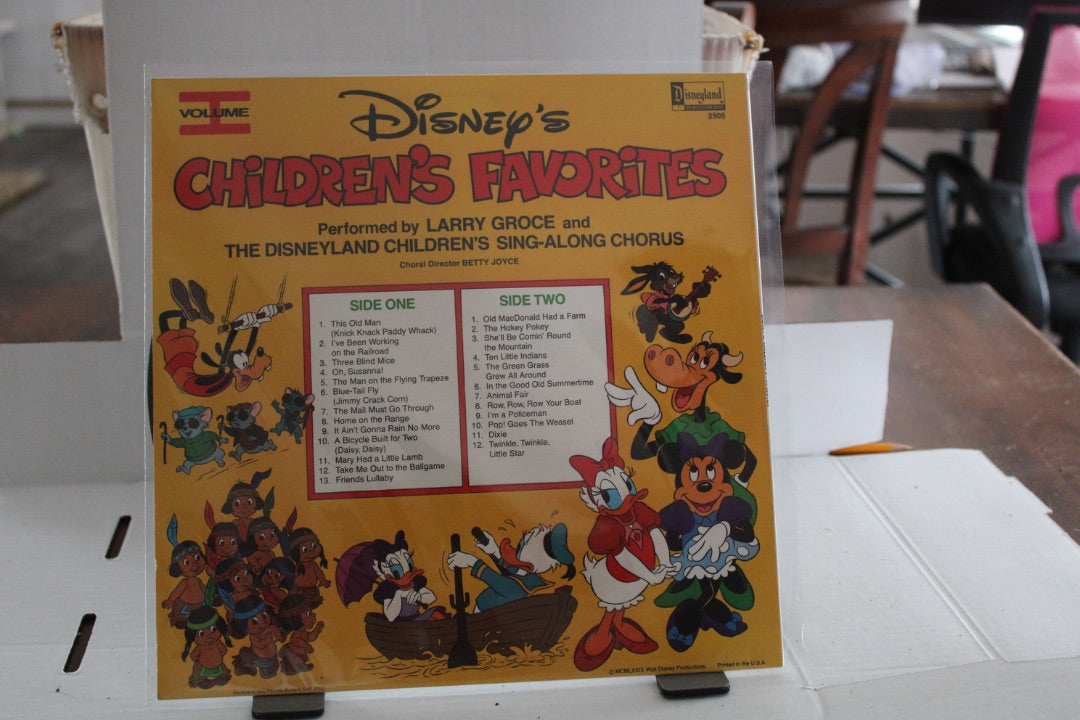 VOLUME
I
DISNEY'S
Disneyland
2505
CHILDREN'S FAVORITES
Performed by LARRY GROCE and
THE DISNEYLAND CHILDREN'S SING-ALONG CHORUS
Choral Director BETTY JOYCE
SIDE ONE
1. This Old Man
(Knick Knack Paddy Whack)
2. I've Been Working
on the Railroad
3. Three Blind Mice
4. Oh, Susanna!
5. The Man on the Flying Trapeze
6. Blue-Tail Fly
(Jimmy Crack Corn)
7. The Mail Must Go Through
8. Home on the Range
9. It Ain't Gonna Rain No More
10. A Bicycle Built for Two
(Daisy, Daisy)
11. Mary Had a Little Lamb
12. Take Me Out to the Ballgame
13. Friends Lullaby
SIDE TWO
1. Old MacDonald Had a Farm
2. The Hokey Pokey
3. She'll Be Comin' Round
the Mountain
4. Ten Little Indians
5. The Green Grass
Grew All Around
6. In the Good Old Summertime
7. Animal Fair
8. Row, Row, Row Your Boat
9. I'm a Policeman
10. Pop! Goes The Weasel
11. Dixie
12. Twinkle, Twinkle,
Little Star
© MCMLXXIX Walt Disney Productions. Printed in the U.S.A.